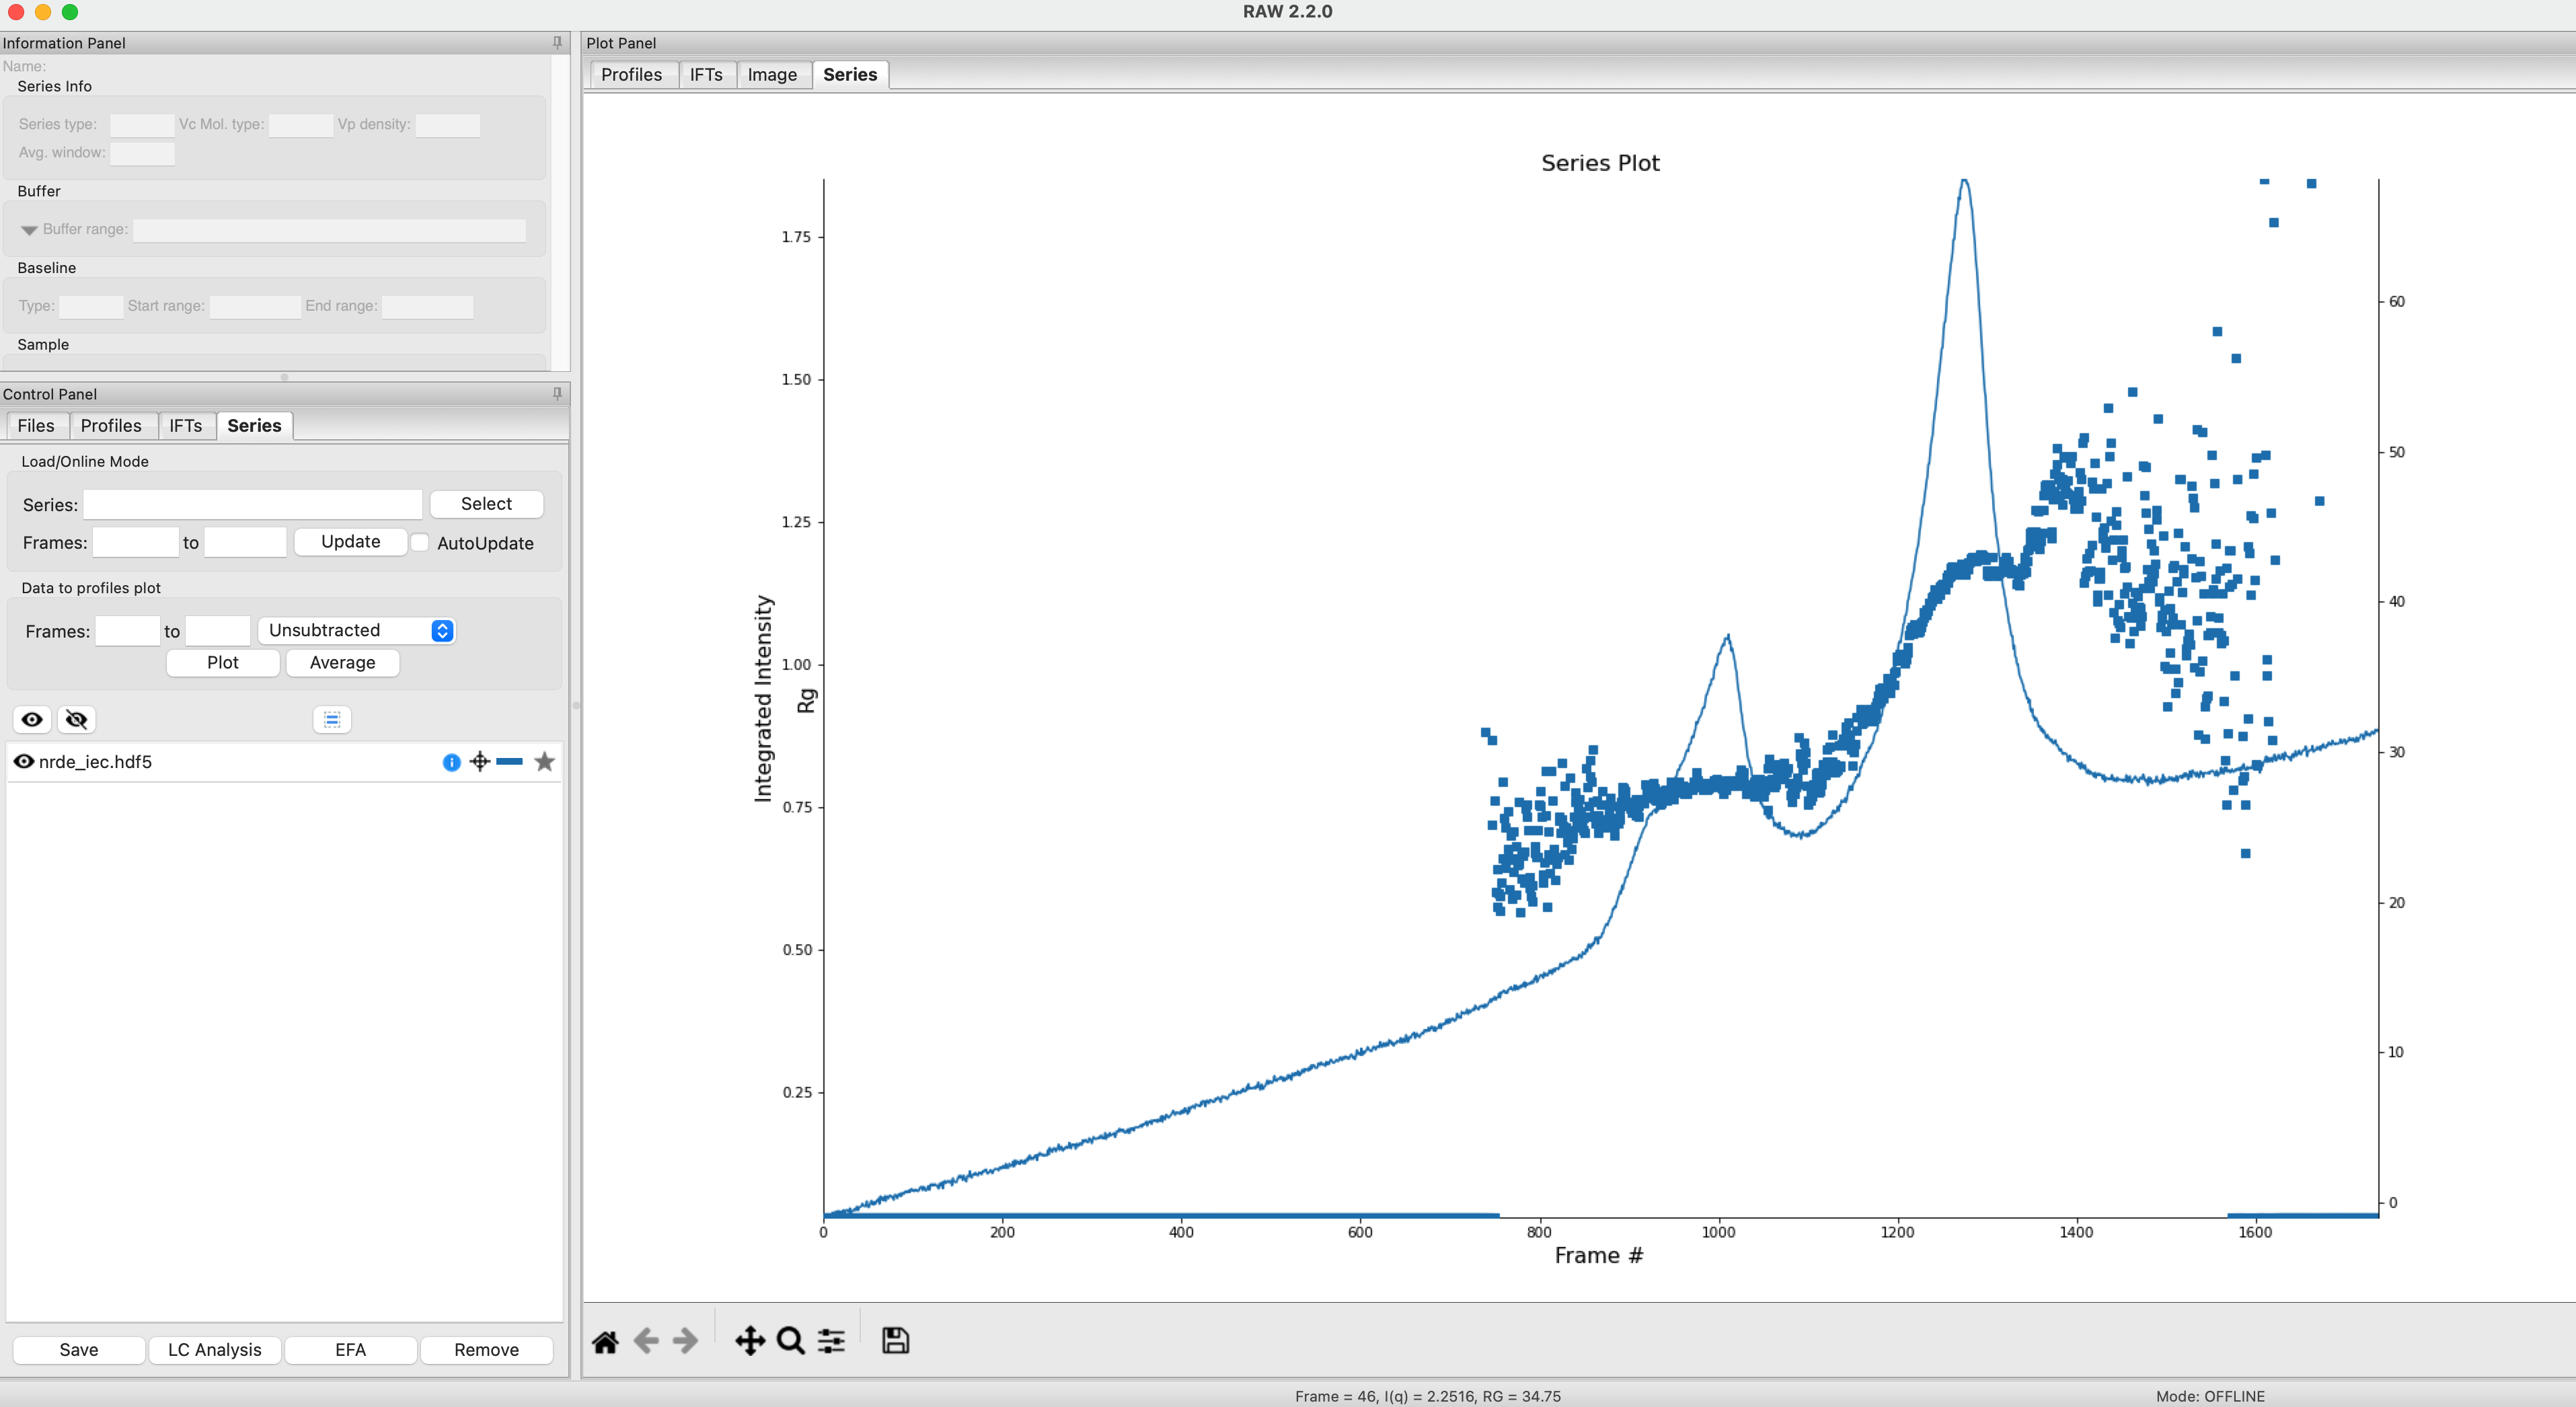 RAW 2.2.0
Information Panel
Name:
Series Info
Series type: Vc Mol. type: Vp density:
Avg. window:
Buffer
Buffer range:
Baseline
Type: Start range: End range:
Sample
Control Panel
Files Profiles IFTs Series
Load/Online Mode
Series: Select
Frames: to Update AutoUpdate
Data to profiles plot
Frames: to Unsubtracted
Plot Average
nrde_iec.hdf5
Save LC Analysis EFA Remove
Plot Panel
Profiles IFTs Image Series
Series Plot
Integrated Intensity
Rg
1.75
1.50
1.25
1.00
0.75
0.50
0.25
60
50
40
30
20
10
0
0 200 400 600 800 1000 1200 1400 1600
Frame #
Frame = 46, I(q) = 2.2516, RG = 34.75
Mode: OFFLINE